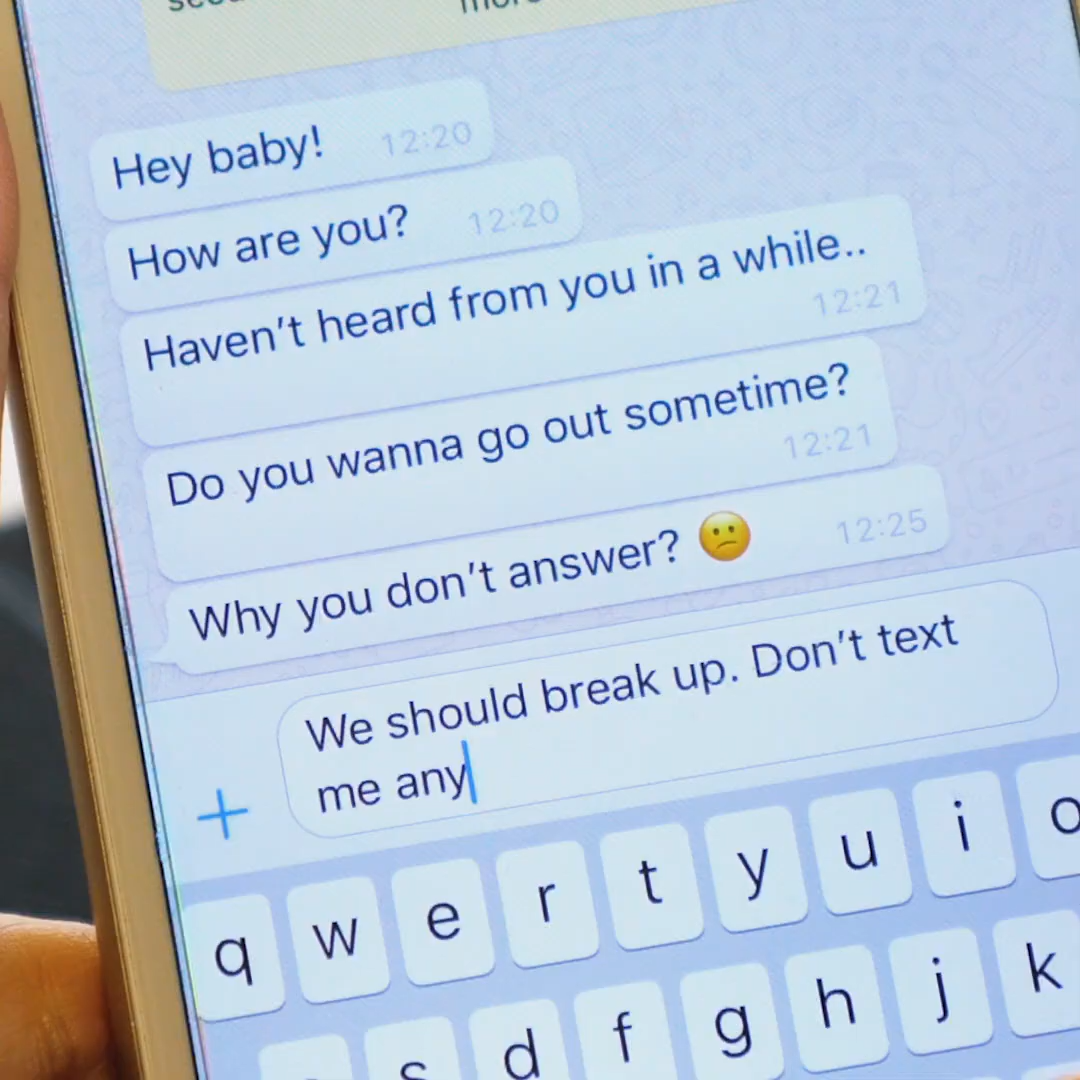 Hey baby! 12:20
How are you? 12:20
Haven't heard from you in a while..
12:21
Do you wanna go out sometime?
12:21
Why you don't answer? 😕 12:25
We should break up. Don't text
me any
+
q w e r t y u i o
s d f g h j k